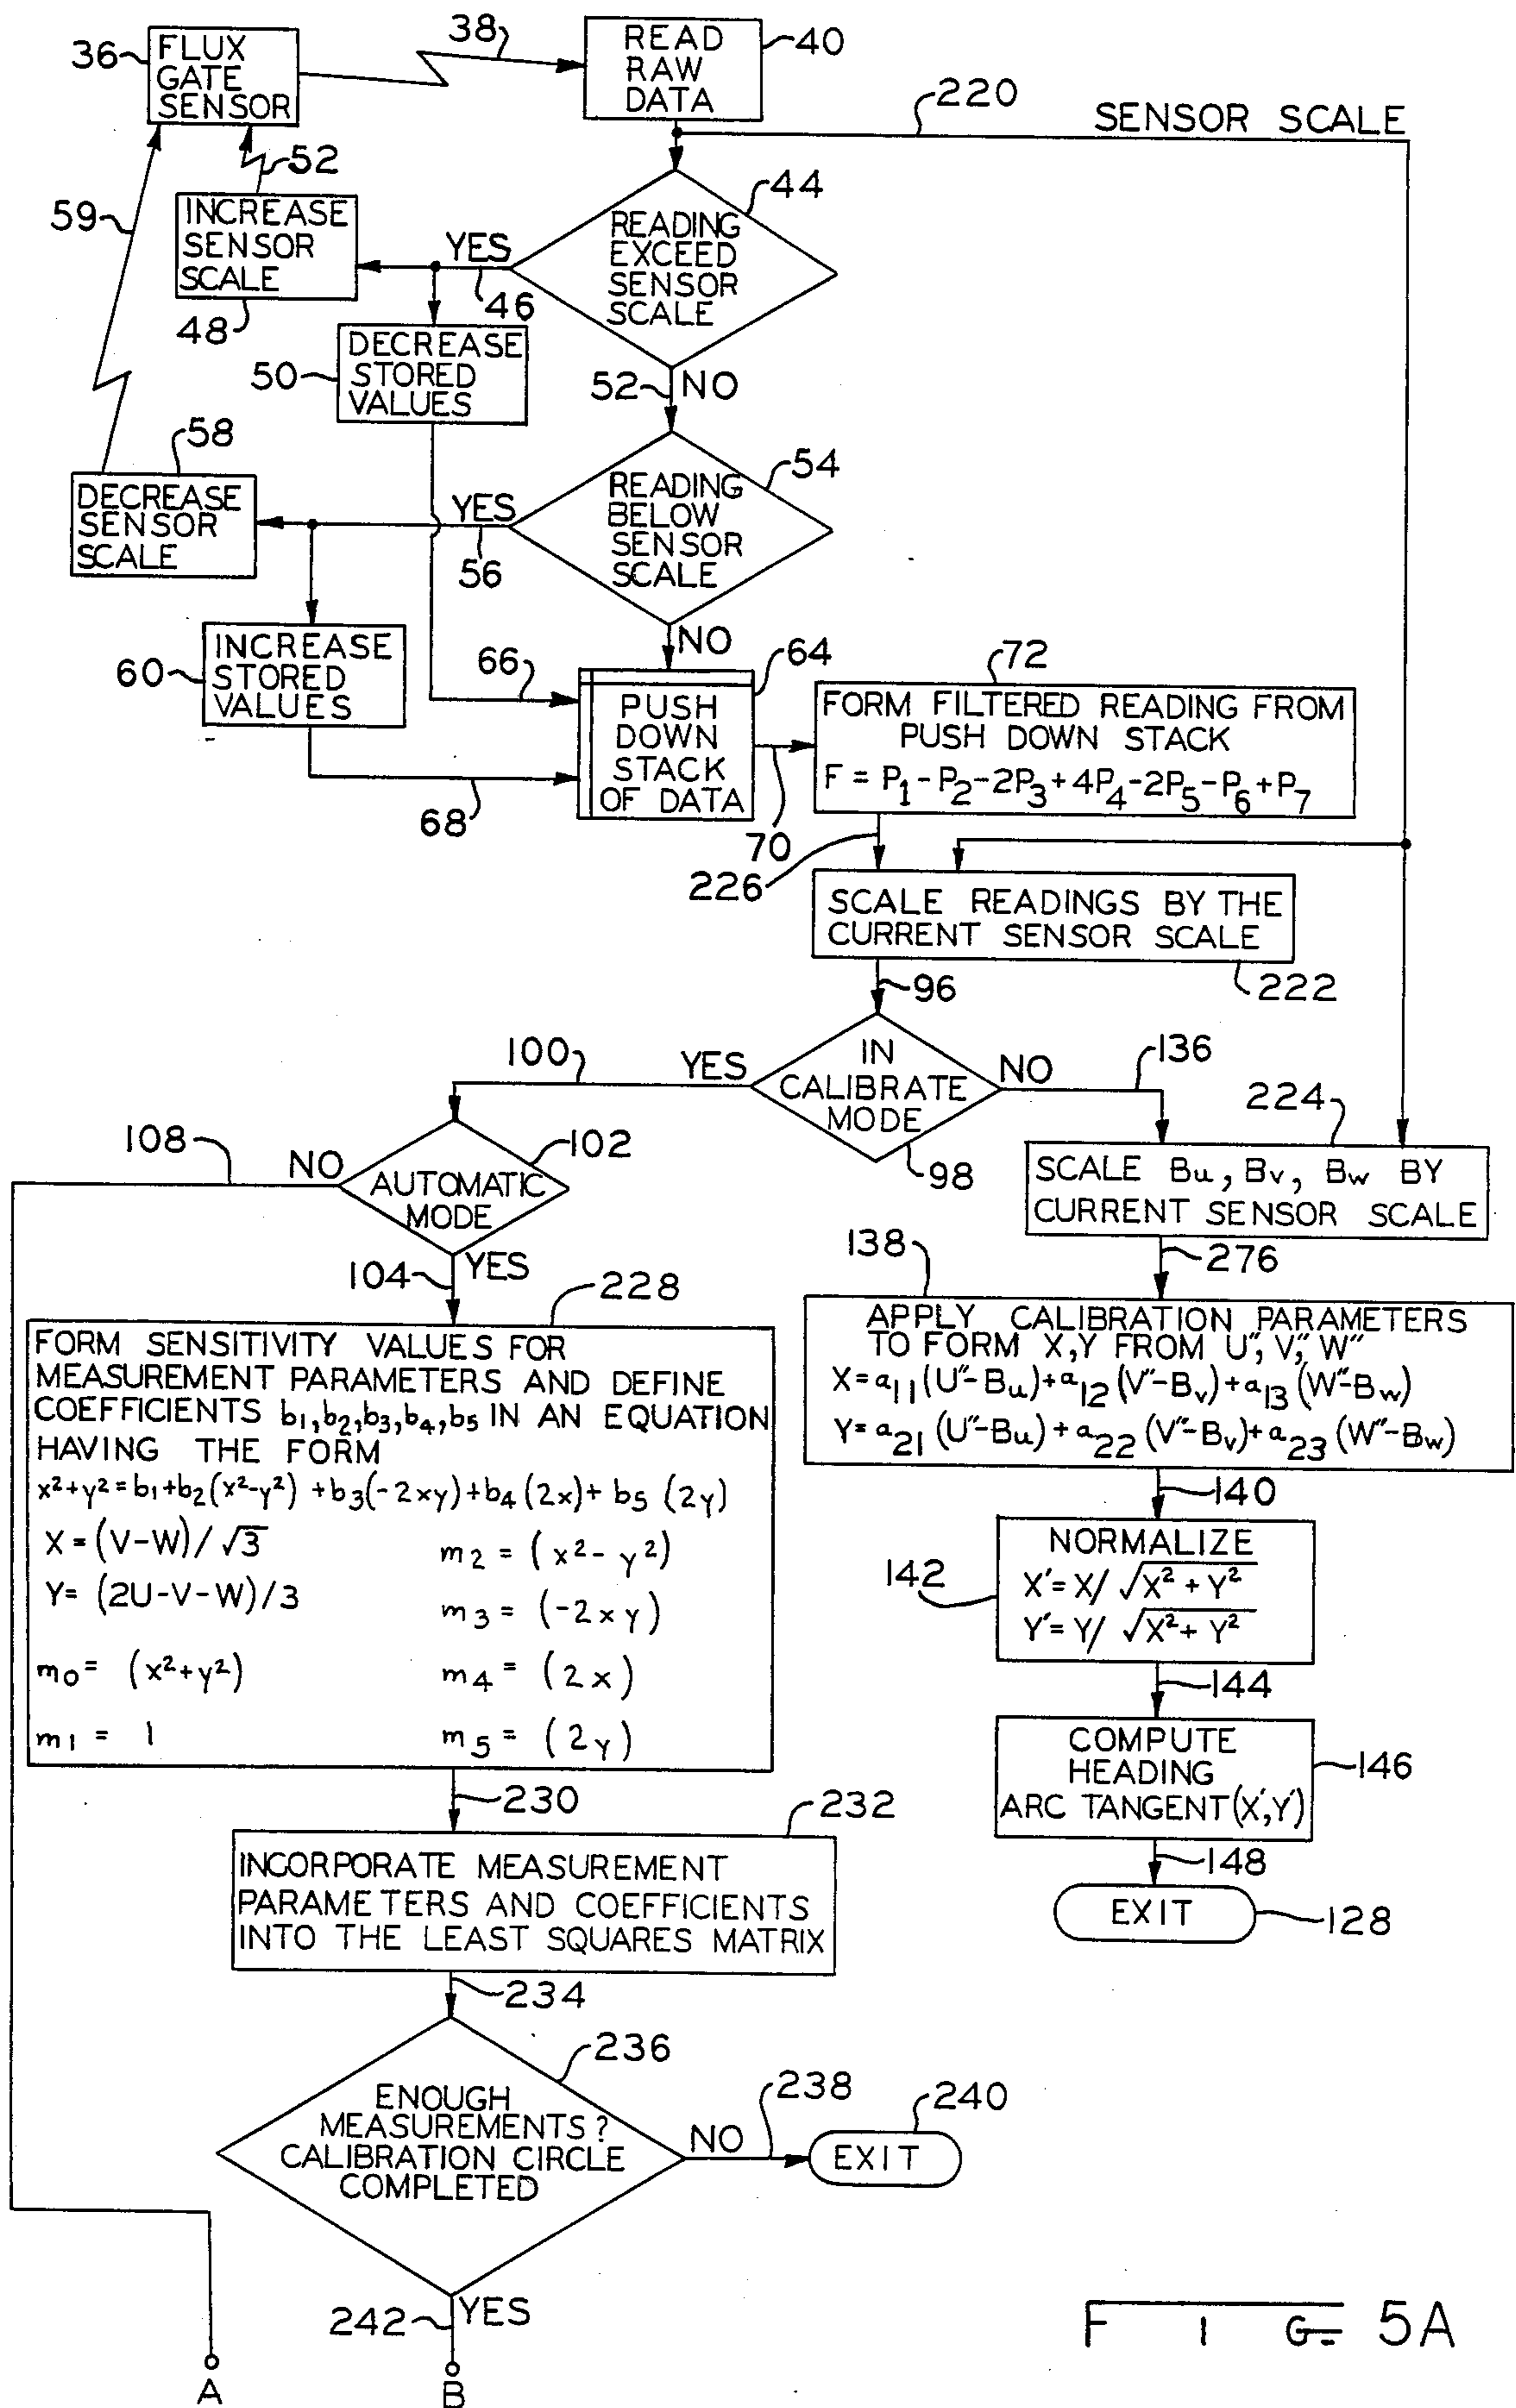 36
FLUX
GATE
SENSOR
38
READ
RAW
DATA
40
220
SENSOR SCALE
52
59
INCREASE
SENSOR
SCALE
48
YES
46
READING
EXCEED
SENSOR
SCALE
44
50
DECREASE
STORED
VALUES
52
NO
58
DECREASE
SENSOR
SCALE
YES
56
READING
BELOW
SENSOR
SCALE
54
NO
60
INCREASE
STORED
VALUES
66
68
PUSH
DOWN
STACK
OF DATA
64
70
72
FORM FILTERED READING FROM
PUSH DOWN STACK
F = P₁-P₂-2P₃+4P₄-2P₅-P₆+P₇
226
SCALE READINGS BY THE
CURRENT SENSOR SCALE
222
96
100
YES
IN
CALIBRATE
MODE
98
NO
136
224
SCALE Bu, Bv, Bw BY
CURRENT SENSOR SCALE
276
108
NO
AUTOMATIC
MODE
102
104
YES
228
FORM SENSITIVITY VALUES FOR
MEASUREMENT PARAMETERS AND DEFINE
COEFFICIENTS b₁,b₂,b₃,b₄,b₅ IN AN EQUATION
HAVING THE FORM
x²+y²=b₁+b₂(x²-y²)+b₃(-2xy)+b₄(2x)+b₅(2y)
X=(V-W)/√3
Y=(2U-V-W)/3
m₀= (x²+y²)
m₁ = 1
m₂ = (x²-y²)
m₃ = (-2xy)
m₄ = (2x)
m₅ = (2y)
138
APPLY CALIBRATION PARAMETERS
TO FORM X,Y FROM U″,V″,W″
X=a₁₁(U″-Bu)+a₁₂(V″-Bv)+a₁₃(W″-Bw)
Y=a₂₁(U″-Bu)+a₂₂(V″-Bv)+a₂₃(W″-Bw)
140
142
NORMALIZE
X′=X/√X²+Y²
Y′=Y/√X²+Y²
144
COMPUTE
HEADING
ARC TANGENT(X′,Y′)
146
148
EXIT
128
230
232
INCORPORATE MEASUREMENT
PARAMETERS AND COEFFICIENTS
INTO THE LEAST SQUARES MATRIX
234
236
ENOUGH
MEASUREMENTS?
CALIBRATION CIRCLE
COMPLETED
NO
238
EXIT
240
242
YES
A
B
FIG- 5A